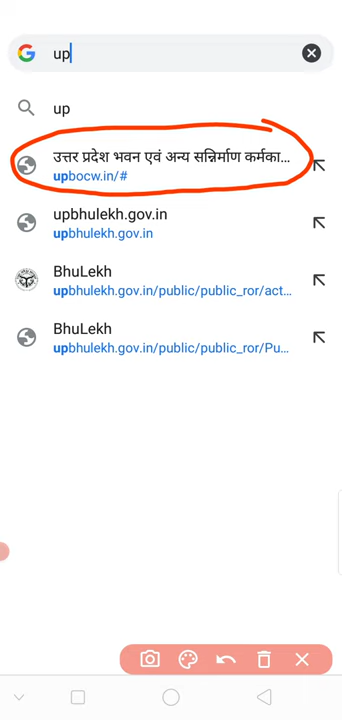 up
up
उत्तर प्रदेश भवन एवं अन्य सन्निर्माण कर्मका...
upbocw.in/#
upbhulekh.gov.in
upbhulekh.gov.in
BhuLekh
upbhulekh.gov.in/public/public_ror/act...
BhuLekh
upbhulekh.gov.in/public/public_ror/Pu...